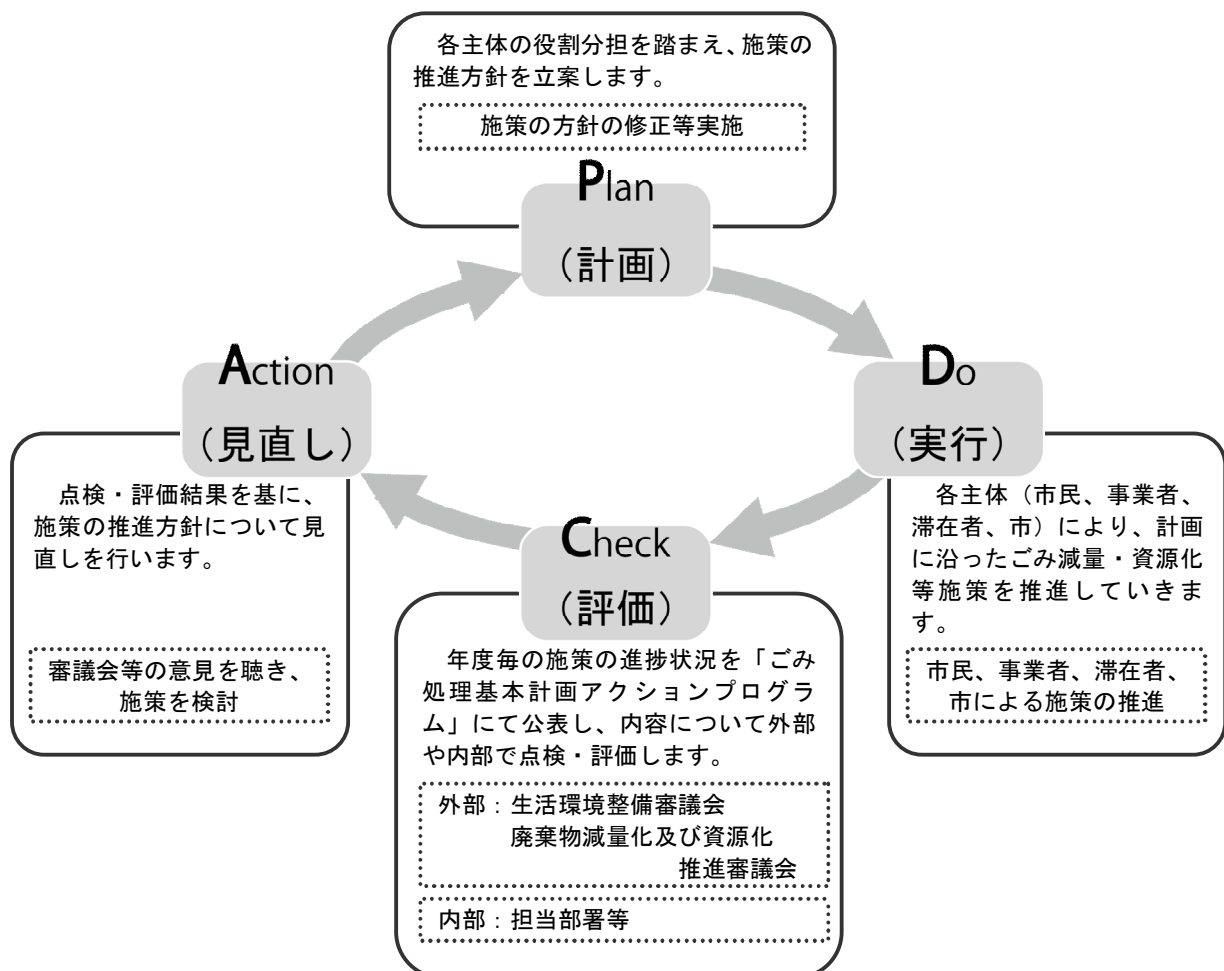 各主体の役割分担を踏まえ、施策の
推進方針を立案します。
施策の方針の修正等実施
Plan
(計画)
Do
(実行)
各主体(市民、事業者、
滞在者、市)により、計画
に沿ったごみ減量・資源化
等施策を推進していきま
す。
市民、事業者、滞在者、
市による施策の推進
Check
(評価)
年度毎の施策の進捗状況を「ごみ
処理基本計画アクションプログラ
ム」にて公表し、内容について外部
や内部で点検・評価します。
外部:生活環境整備審議会
廃棄物減量化及び資源化
推進審議会
内部:担当部署等
Action
(見直し)
点検・評価結果を基に、
施策の推進方針について見
直しを行います。
審議会等の意見を聴き、
施策を検討